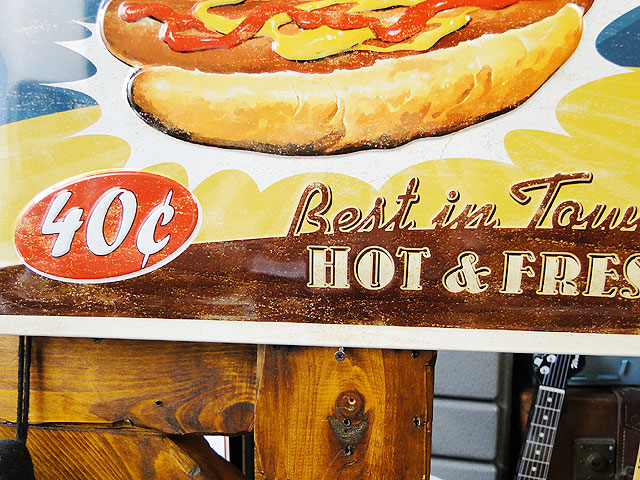 40¢
Best in Tow
HOT & FRES